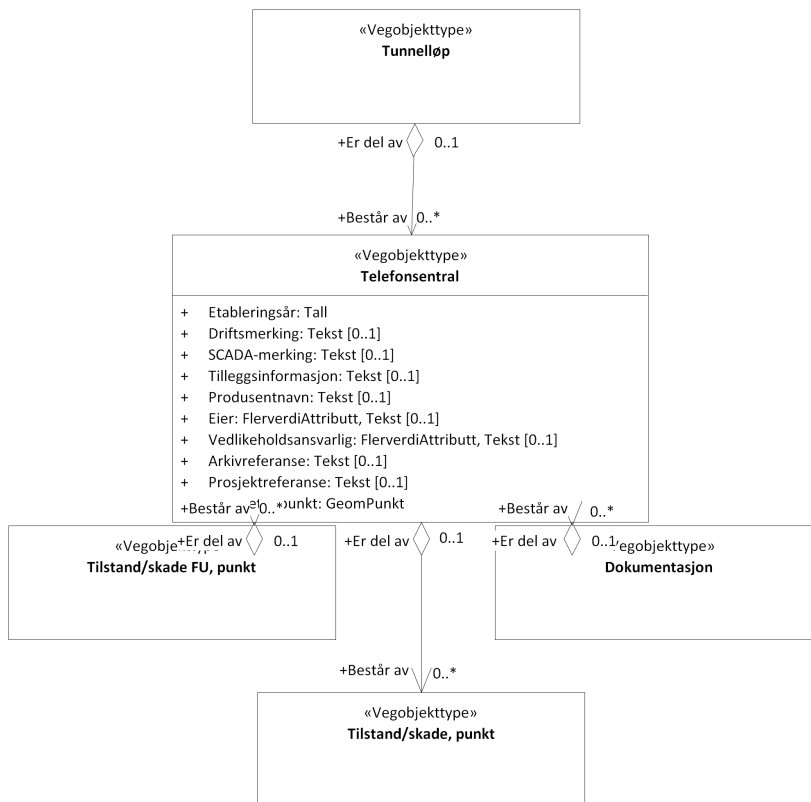 «Vegobjekttype»
Tunnelløp
+Er del av 0..1
+Består av 0..*
«Vegobjekttype»
Telefonsentral
+ Etableringsår: Tall
+ Driftsmerking: Tekst [0..1]
+ SCADA-merking: Tekst [0..1]
+ Tilleggsinformasjon: Tekst [0..1]
+ Produsentnavn: Tekst [0..1]
+ Eier: FlerverdiAttributt, Tekst [0..1]
+ Vedlikeholdsansvarlig: FlerverdiAttributt, Tekst [0..1]
+ Arkivreferanse: Tekst [0..1]
+ Prosjektreferanse: Tekst [0..1]
punkt: GeomPunkt
+Består av 0..*
+Består av 0..*
+Er del av 0..1
+Er del av 0..1
+Er del av 0..1
Tilstand/skade FU, punkt
Dokumentasjon
+Består av 0..*
«Vegobjekttype»
Tilstand/skade, punkt